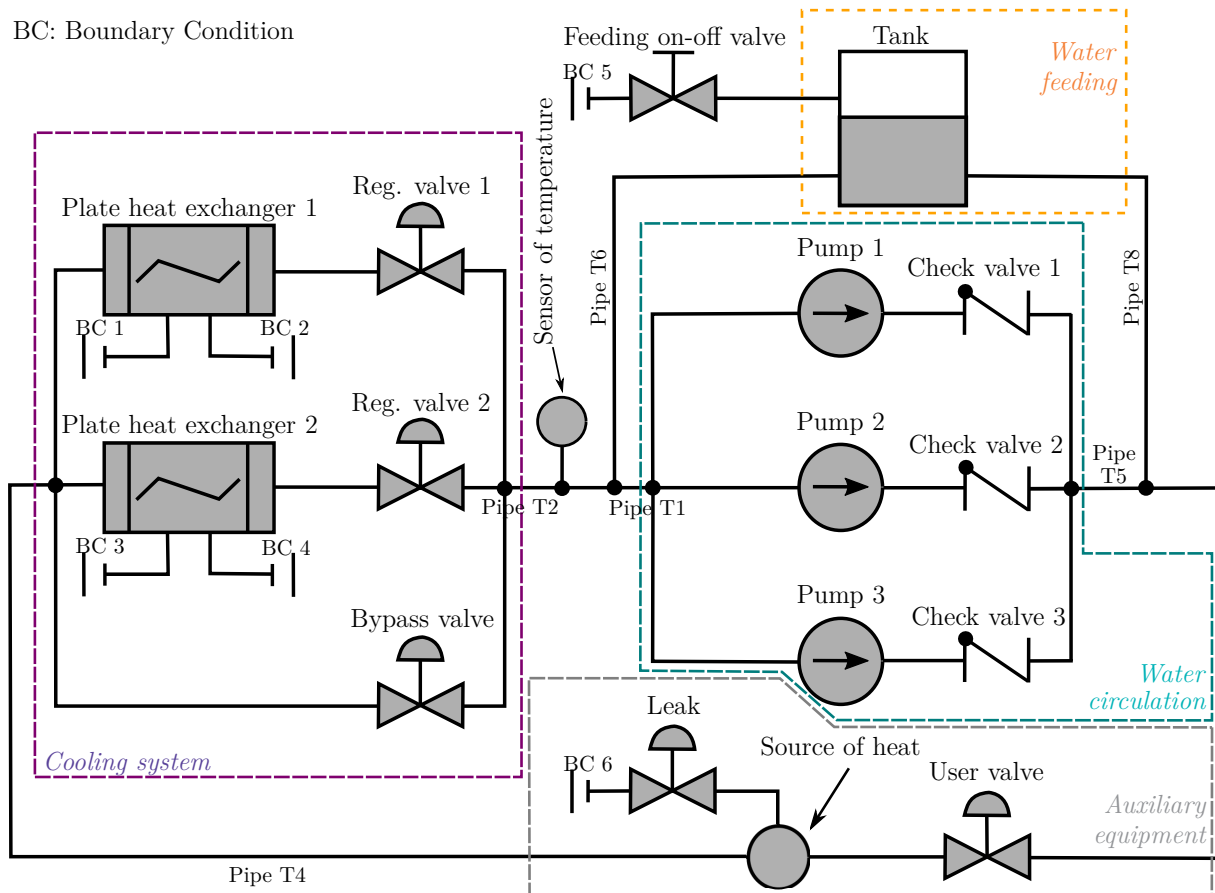 BC: Boundary Condition
Feeding on-off valve
Tank
Water
feeding
BC 5
Sensor of temperature
Reg. valve 1
Plate heat exchanger 1
Pipe T6
Pump 1
Check valve 1
Pipe T8
BC 1
BC 2
Reg. valve 2
Plate heat exchanger 2
Pump 2
Check valve 2
Pipe
T5
Pipe T2
Pipe T1
BC 3
BC 4
Pump 3
Check valve 3
Bypass valve
Water
circulation
Leak
Source of heat
Cooling system
BC 6
User valve
Auxiliary
equipment
Pipe T4